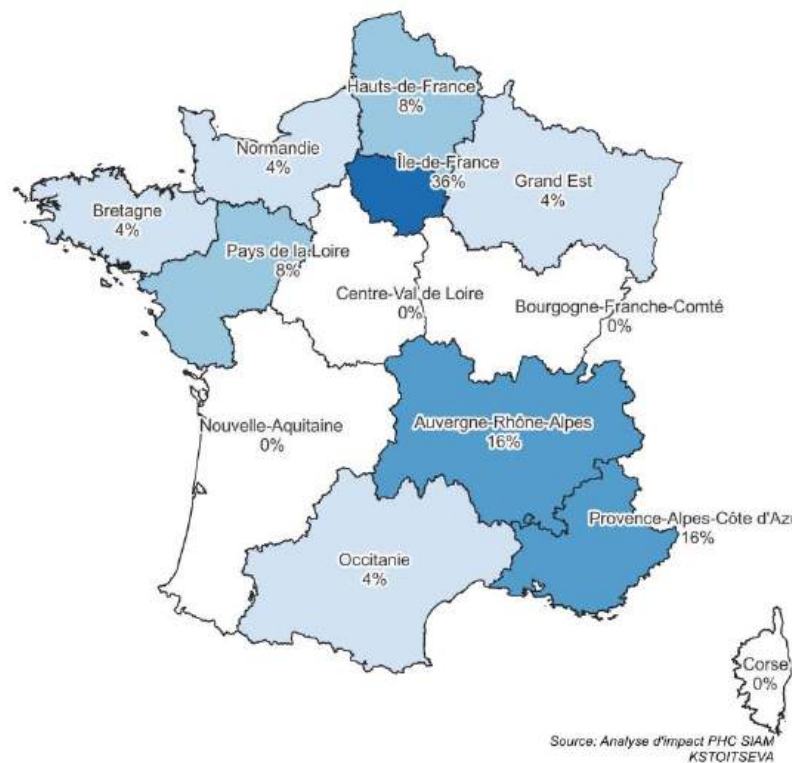 Hauts-de-France
8%
Normandie
4%
Île-de-France
36%
Grand Est
4%
Bretagne
4%
Pays de la Loire
8%
Centre-Val de Loire
0%
Bourgogne-Franche-Comté
0%
Nouvelle-Aquitaine
0%
Auvergne-Rhône-Alpes
16%
Provence-Alpes-Côte d'Az
16%
Occitanie
4%
Corse
0%
Source: Analyse d'impact PHC SIAM
KSTOITSEVA